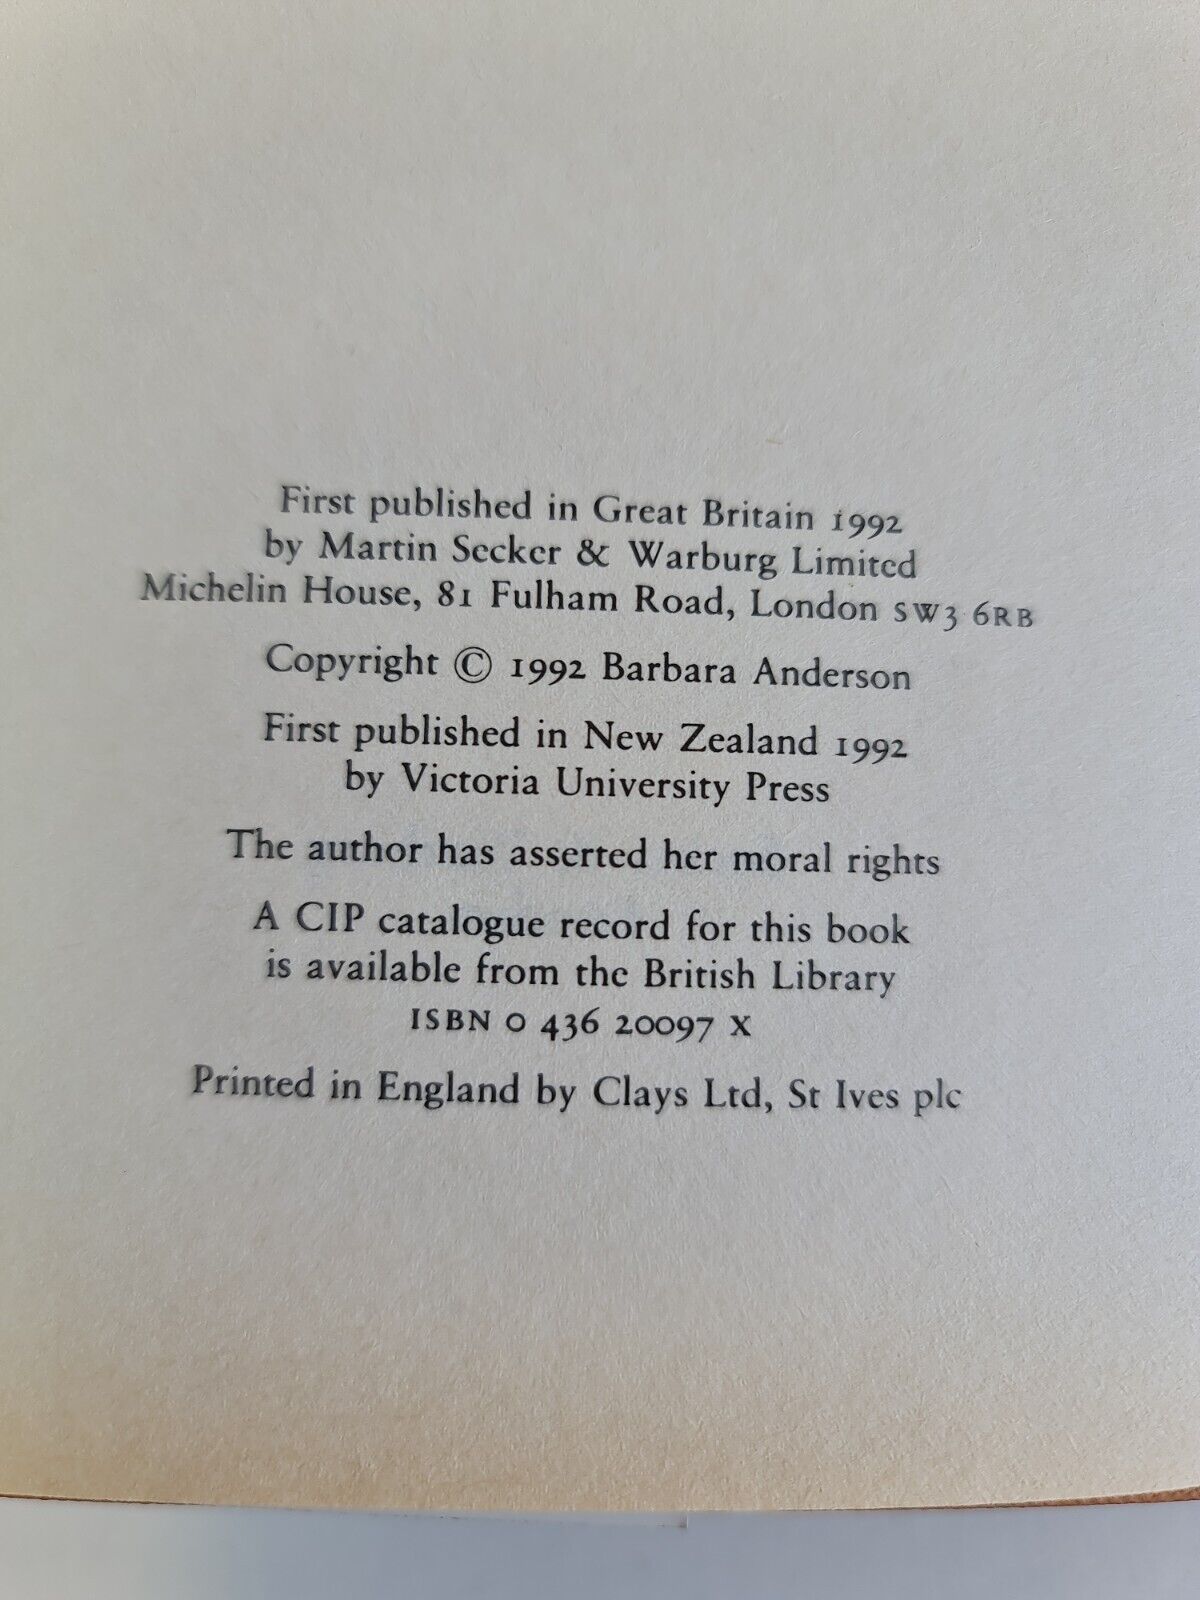 First published in Great Britain 1992
by Martin Secker & Warburg Limited
Michelin House, 81 Fulham Road, London SW3 6RB
Copyright © 1992 Barbara Anderson
First published in New Zealand 1992
by Victoria University Press
The author has asserted her moral rights
A CIP catalogue record for this book
is available from the British Library
ISBN 0 436 20097 X
Printed in England by Clays Ltd, St Ives plc